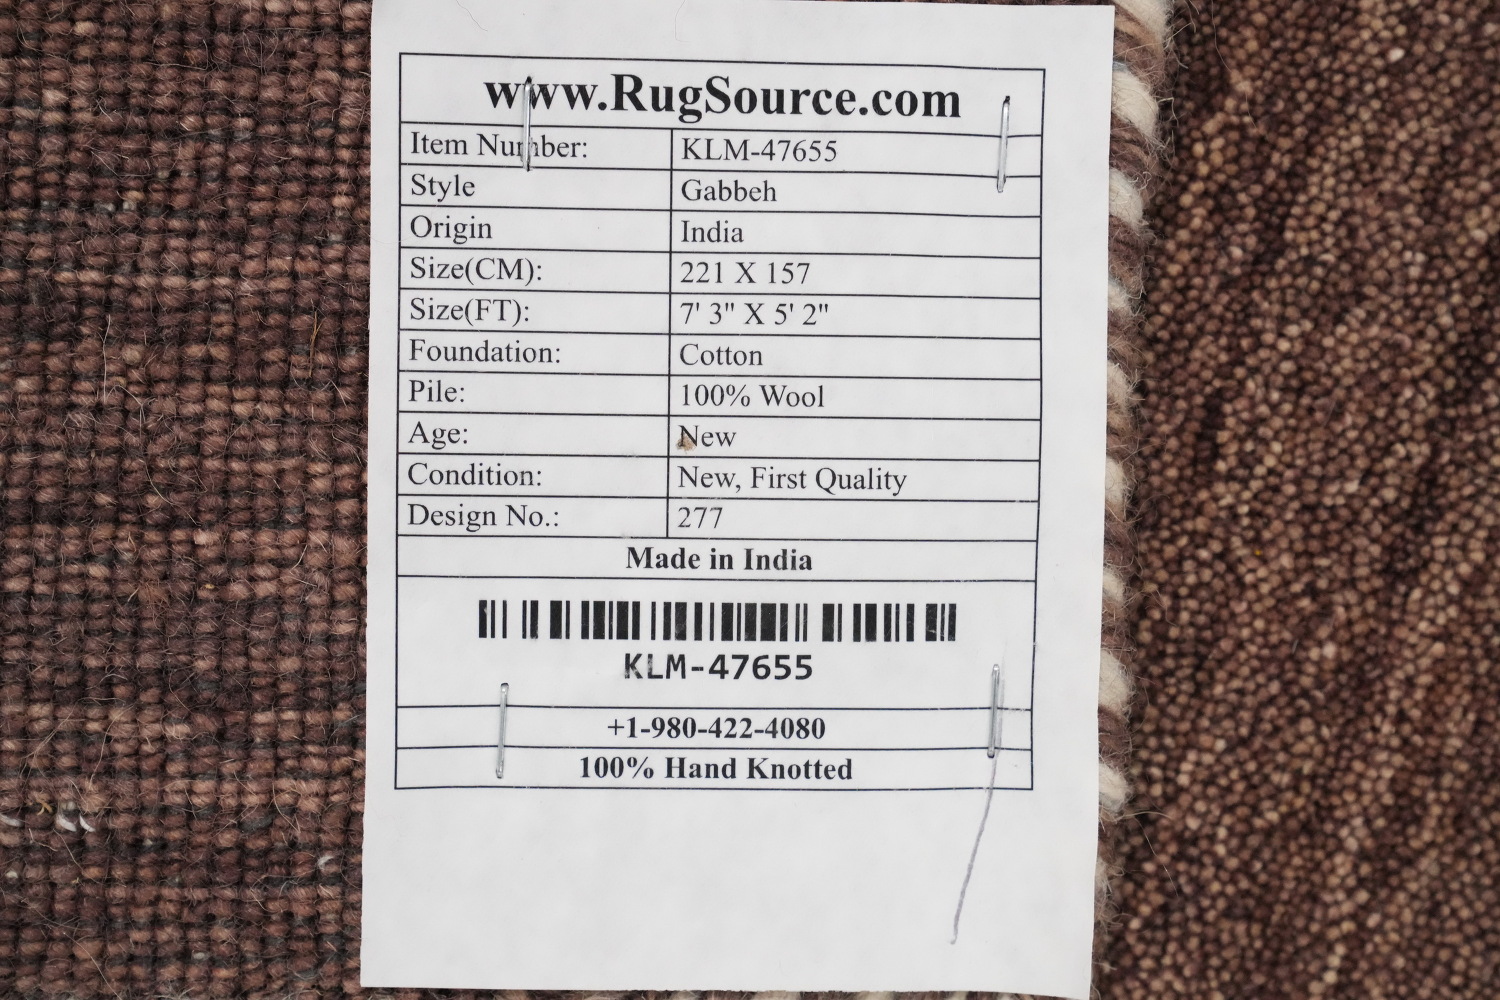 www.RugSource.com
Item Number: KLM-47655
Style Gabbeh
Origin India
Size(CM): 221 X 157
Size(FT): 7' 3" X 5' 2"
Foundation: Cotton
Pile: 100% Wool
Age: New
Condition: New, First Quality
Design No.: 277
Made in India
KLM-47655
+1-980-422-4080
100% Hand Knotted